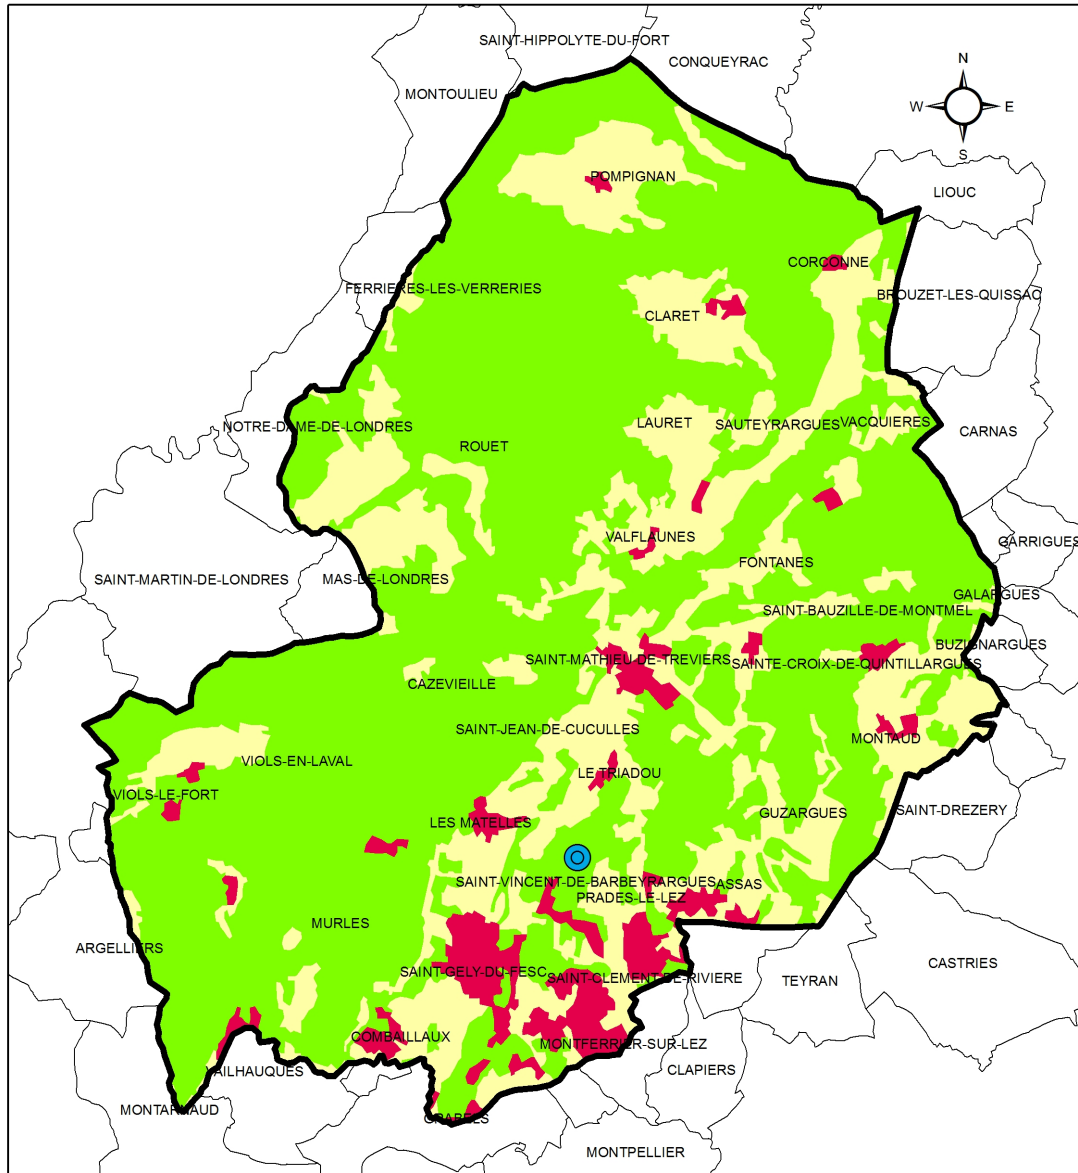 SAINT-HIPPOLYTE-DU-FORT
CONQUEYRAC
N
MONTOULIEU
W
E
S
POMPIGNAN
LIOUC
CORCONNE
FERRIERES-LES-VERRERIES
BROUZET-LES-QUISSAC
CLARET
NOTRE-DAME-DE-LONDRES
LAURET
SAUTEYRARGUES
VACQUIERES
CARNAS
ROUET
VALFLAUNES
GARRIGUES
FONTANES
SAINT-MARTIN-DE-LONDRES
MAS-DE-LONDRES
GALARGUES
SAINT-BAUZILLE-DE-MONTMEL
BUZIGNARGUES
SAINT-MATHIEU-DE-TREVIERS
SAINTE-CROIX-DE-QUINTILLARGUES
CAZEVIEILLE
SAINT-JEAN-DE-CUCULLES
MONTAUD
VIOLS-EN-LAVAL
LE TRIADOU
VIOLS-LE-FORT
SAINT-DREZERY
GUZARGUES
LES MATELLES
SAINT-VINCENT-DE-BARBEYRARGUES
ASSAS
PRADES-LE-LEZ
MURLES
ARGELLIERS
CASTRIES
SAINT-GELY-DU-FESC
SAINT-CLEMENT-DE-RIVIERE
TEYRAN
COMBAILLAUX
MONTFERRIER-SUR-LEZ
VAILHAUQUES
CLAPIERS
MONTARNAUD
GRABELS
MONTPELLIER